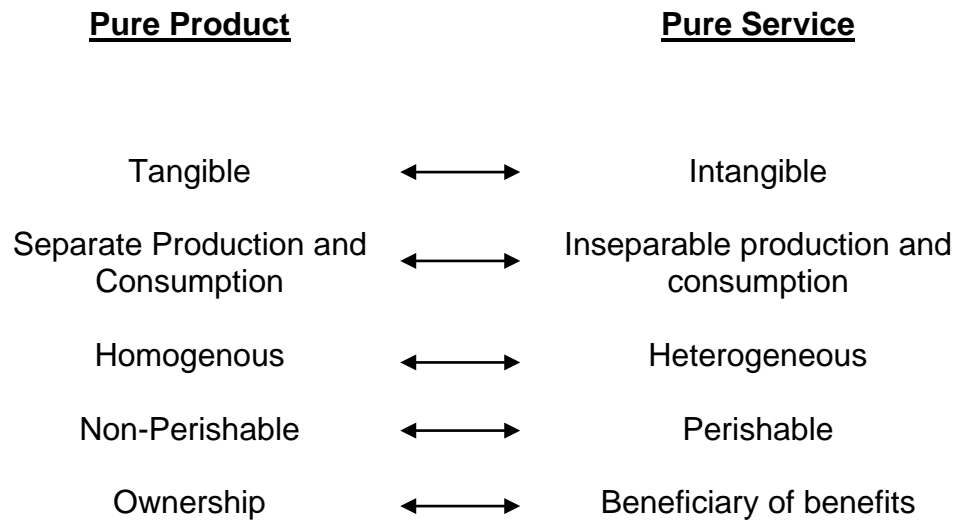 Pure Product Pure Service
Tangible Intangible
Separate Production and Consumption Inseparable production and consumption
Homogenous Heterogeneous
Non-Perishable Perishable
Ownership Beneficiary of benefits